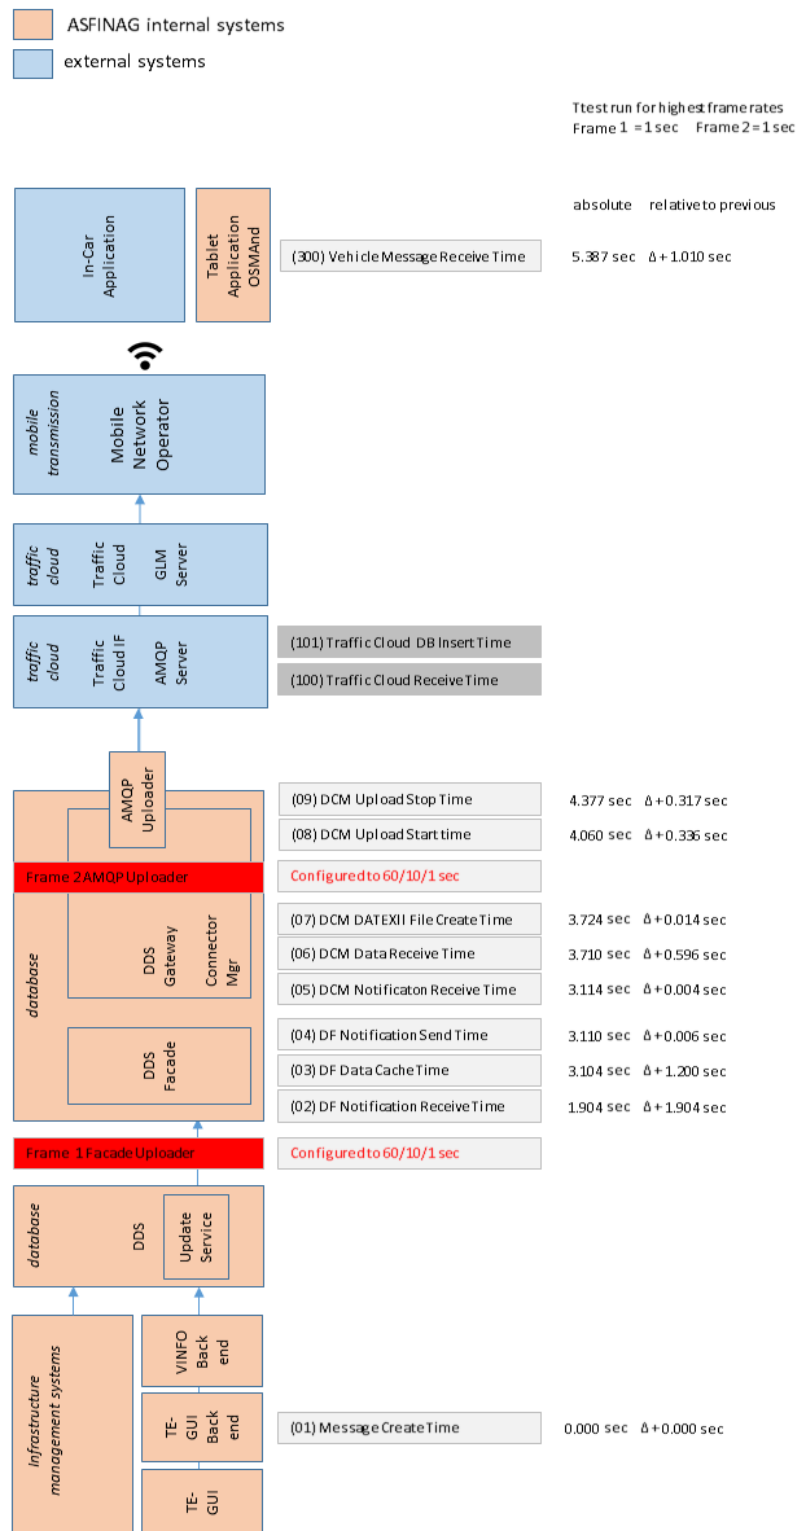 ASFINAG internal systems
external systems
Ttest run for highest frame rates
Frame 1 = 1 sec Frame 2 = 1 sec
absolute relative to previous
In-Car
Application
Tablet
Application
OSMAnd
(300) Vehicle Message Receive Time 5.387 sec Δ + 1.010 sec
mobile
transmission
Mobile
Network
Operator
traffic
cloud
Traffic
Cloud
GLM
Server
traffic
cloud
Traffic
Cloud IF
AMQP
Server
(101) Traffic Cloud DB Insert Time
(100) Traffic Cloud Receive Time
AMQP
Uploader
(09) DCM Upload Stop Time 4.377 sec Δ + 0.317 sec
(08) DCM Upload Start time 4.060 sec Δ + 0.336 sec
Frame 2 AMQP Uploader Configured to 60/10/1 sec
database
DDS
Gateway
Connector
Mgr
(07) DCM DATEXII File Create Time 3.724 sec Δ + 0.014 sec
(06) DCM Data Receive Time 3.710 sec Δ + 0.596 sec
(05) DCM Notificaton Receive Time 3.114 sec Δ + 0.004 sec
DDS
Facade
(04) DF Notification Send Time 3.110 sec Δ + 0.006 sec
(03) DF Data Cache Time 3.104 sec Δ + 1.200 sec
(02) DF Notification Receive Time 1.904 sec Δ + 1.904 sec
Frame 1 Facade Uploader Configured to 60/10/1 sec
database
DDS
Update
Service
Infrastructure
management systems
VINFO
Back
end
TE-
GUI
Back
end
(01) Message Create Time 0.000 sec Δ + 0.000 sec
TE-
GUI